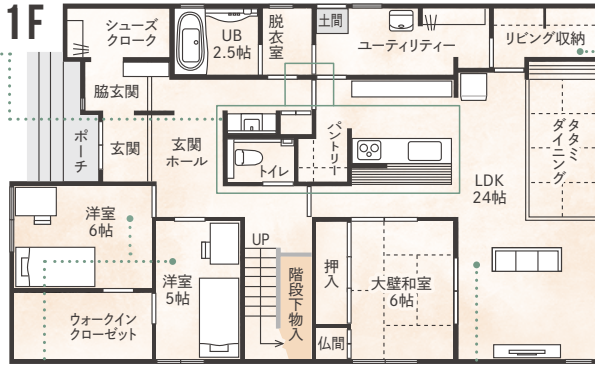 1F
シューズ
クローク
UB
2.5帖
脱衣室
土間
ユーティリティー
リビング収納
脇玄関
ポーチ
玄関
玄関
ホール
トイレ
パントリー
LDK
24帖
タタミ
ダイニング
洋室
6帖
洋室
5帖
UP
階段下物入
押入
仏間
大壁和室
6帖
ウォークイン
クローゼット